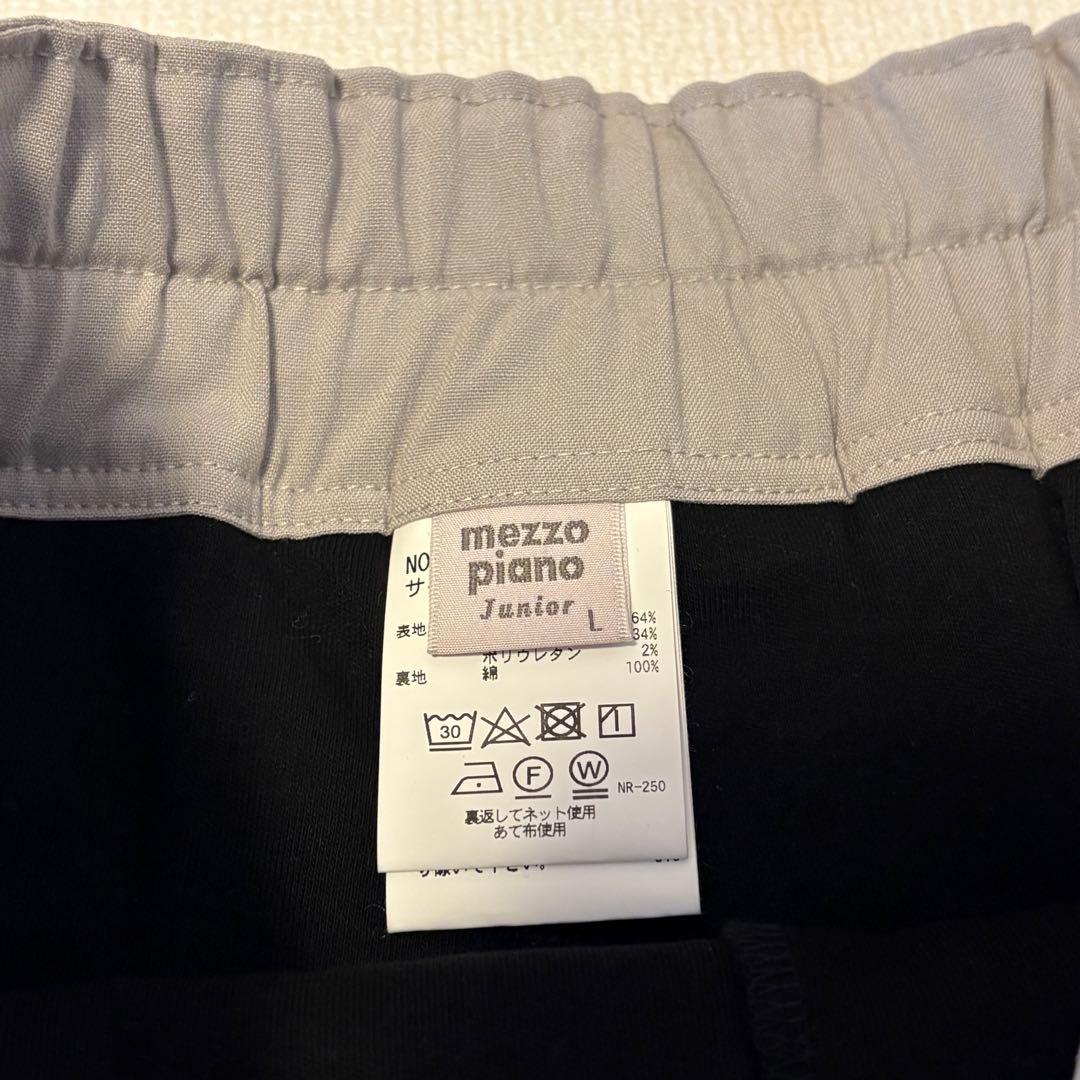 mezzo
piano
Junior
L
NO
サ
表地 64%
34%
ポリウレタン 2%
裏地 綿 100%
30
F W NR-250
裏返してネット使用
あて布使用